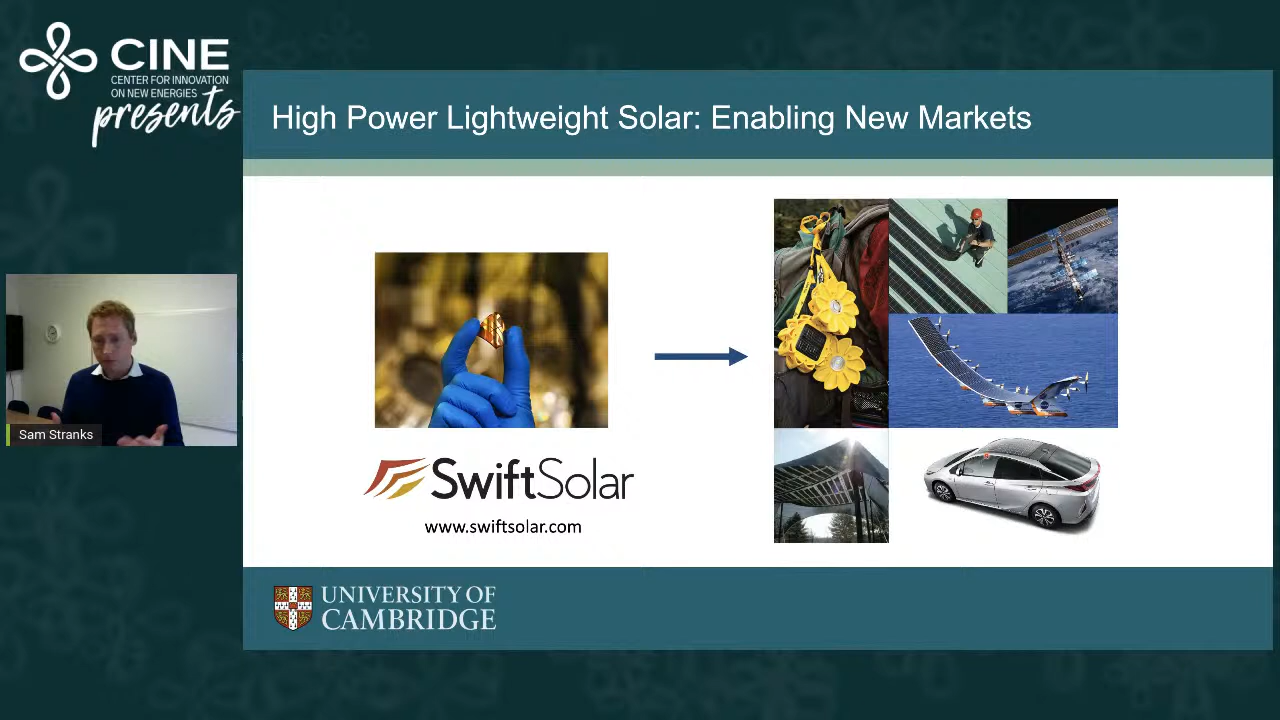 CINE
CENTER FOR INNOVATION
ON NEW ENERGIES
presents
High Power Lightweight Solar: Enabling New Markets
Sam Stranks
SwiftSolar
www.swiftsolar.com
UNIVERSITY OF
CAMBRIDGE